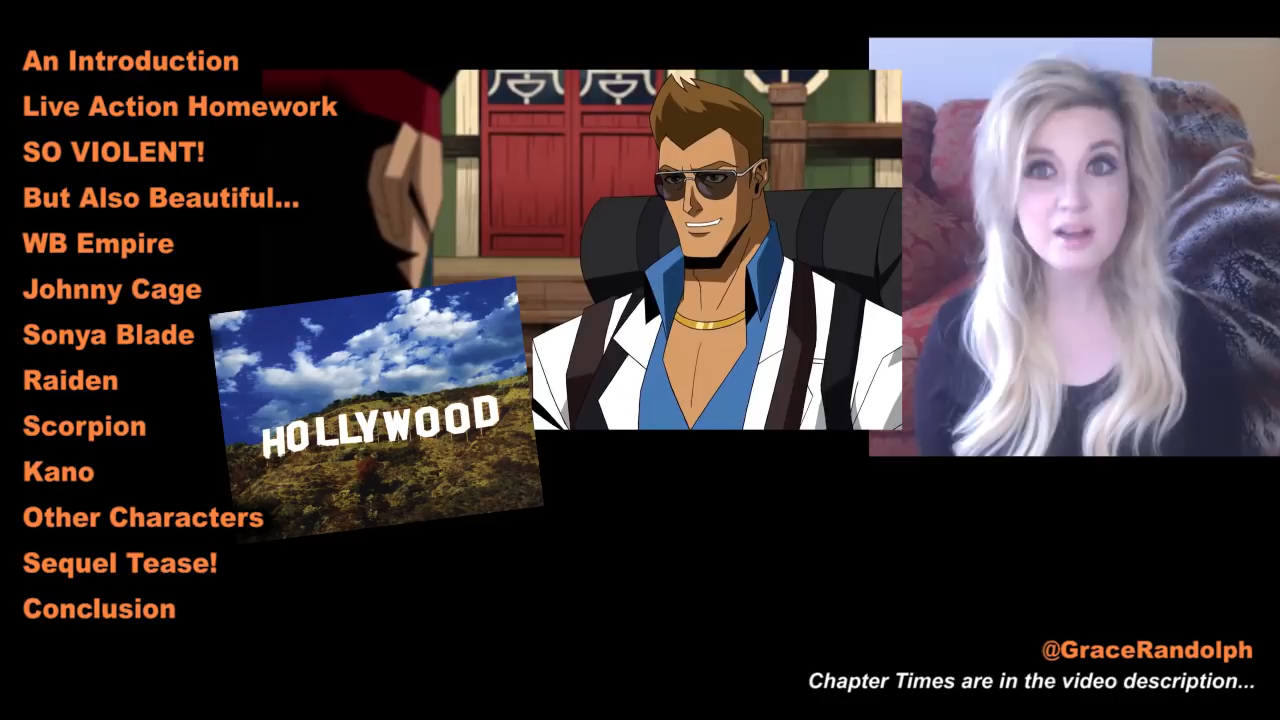 An Introduction
Live Action Homework
SO VIOLENT!
But Also Beautiful...
WB Empire
Johnny Cage
Sonya Blade
Raiden
Scorpion
Kano
Other Characters
Sequel Tease!
Conclusion
HOLLYWOOD
@GraceRandolph
Chapter Times are in the video description...